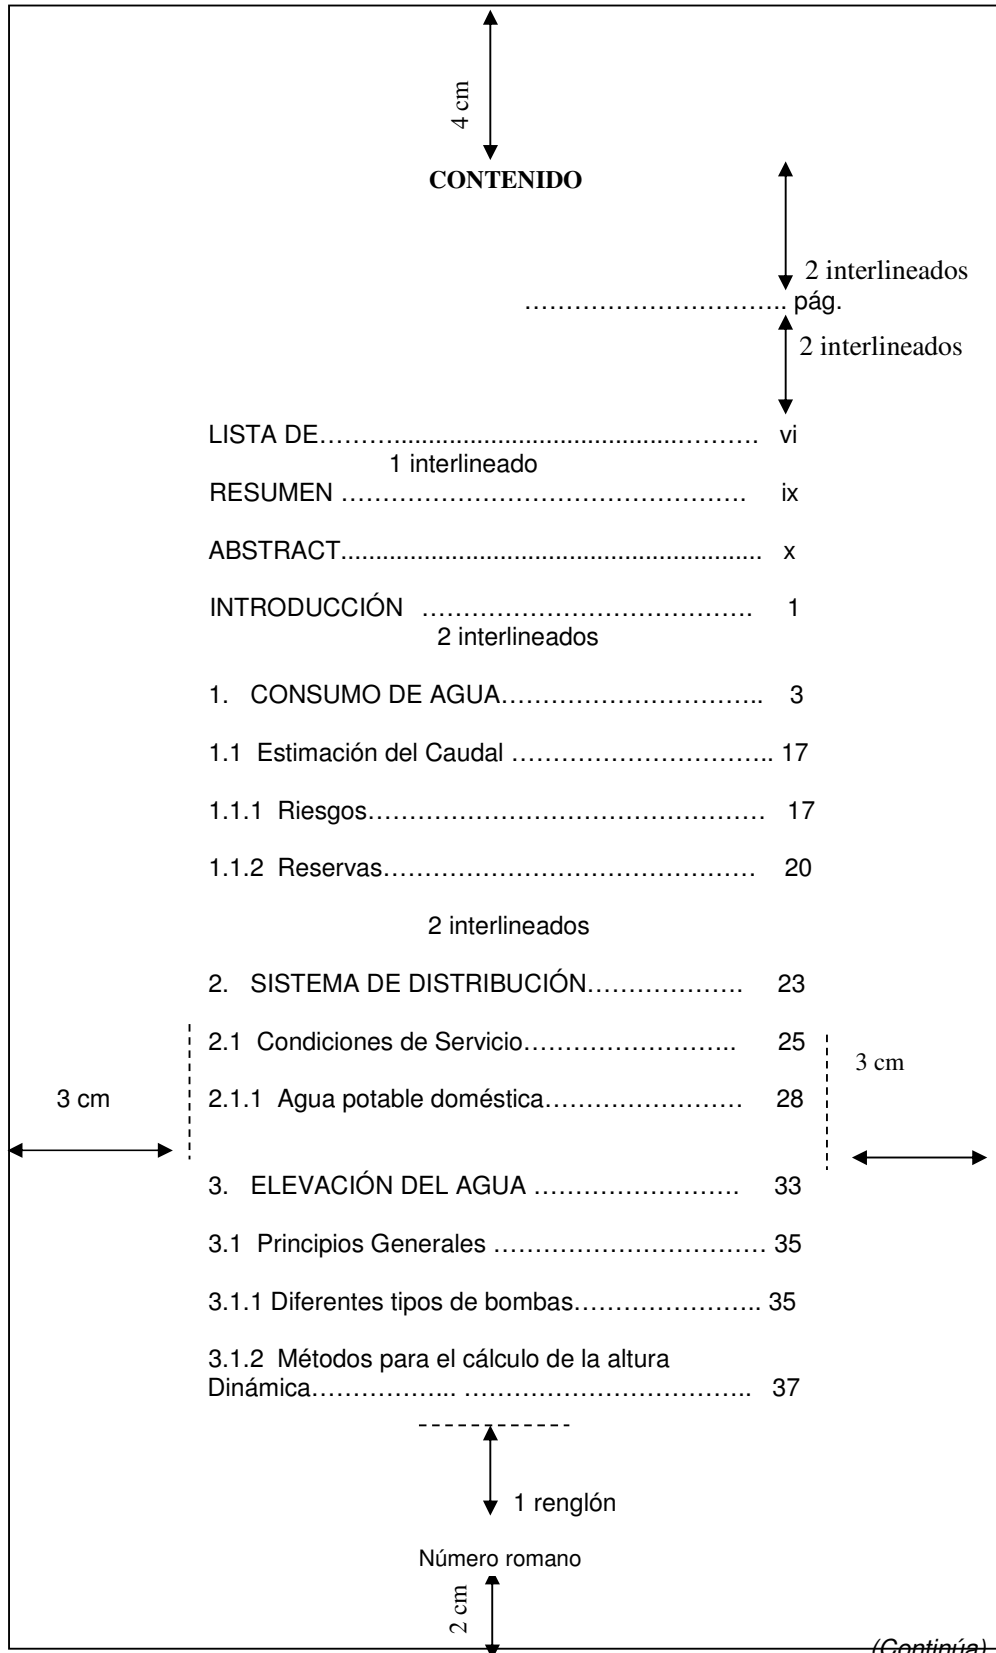 4 cm
CONTENIDO
2 interlineados
………………………….. pág.
2 interlineados
LISTA DE………........................................………. vi
1 interlineado
RESUMEN ………………………………………… ix
ABSTRACT............................................................. x
INTRODUCCIÓN …………………………………. 1
2 interlineados
1. CONSUMO DE AGUA……………………….. 3
1.1 Estimación del Caudal ……………………….. 17
1.1.1 Riesgos……………………………………… 17
1.1.2 Reservas…………………………………… 20
2 interlineados
2. SISTEMA DE DISTRIBUCIÓN………………. 23
2.1 Condiciones de Servicio…………………... 25
3 cm
3 cm
2.1.1 Agua potable doméstica………………… 28
3. ELEVACIÓN DEL AGUA ……………………. 33
3.1 Principios Generales ………………………… 35
3.1.1 Diferentes tipos de bombas……………….. 35
3.1.2 Métodos para el cálculo de la altura
Dinámica……………... ………………………….. 37
1 renglón
Número romano
2 cm
(Continúa)